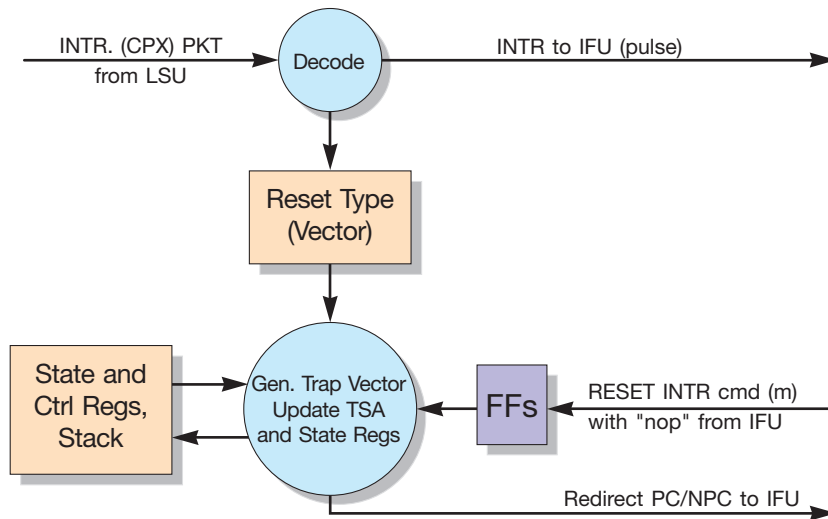 INTR. (CPX) PKT
from LSU
Decode
INTR to IFU (pulse)
Reset Type
(Vector)
State and
Ctrl Regs,
Stack
Gen. Trap Vector
Update TSA
and State Regs
FFs
RESET INTR cmd (m)
with "nop" from IFU
Redirect PC/NPC to IFU